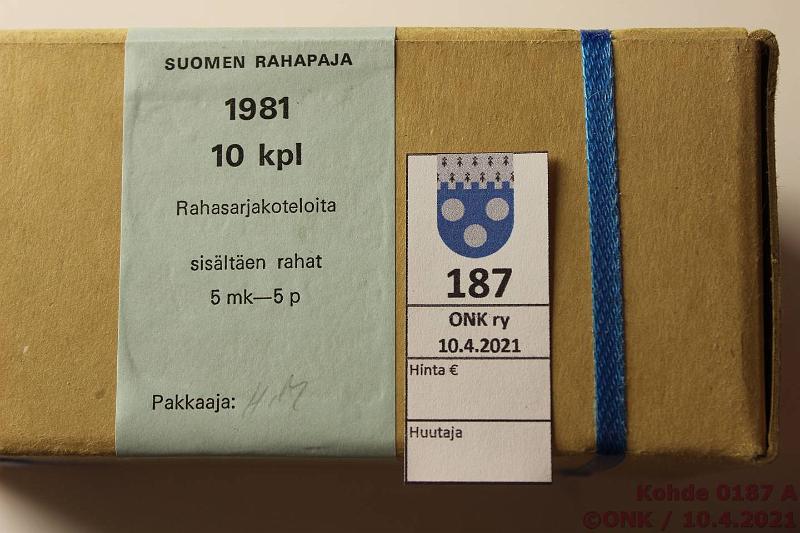 SUOMEN RAHAPAJA
1981
10 kpl
Rahasarjakoteloita
sisältäen rahat
5 mk—5 p
Pakkaaja:
187
ONK ry
10.4.2021
Hinta €
Huutaja
Kohde 0187 A
©ONK / 10.4.2021